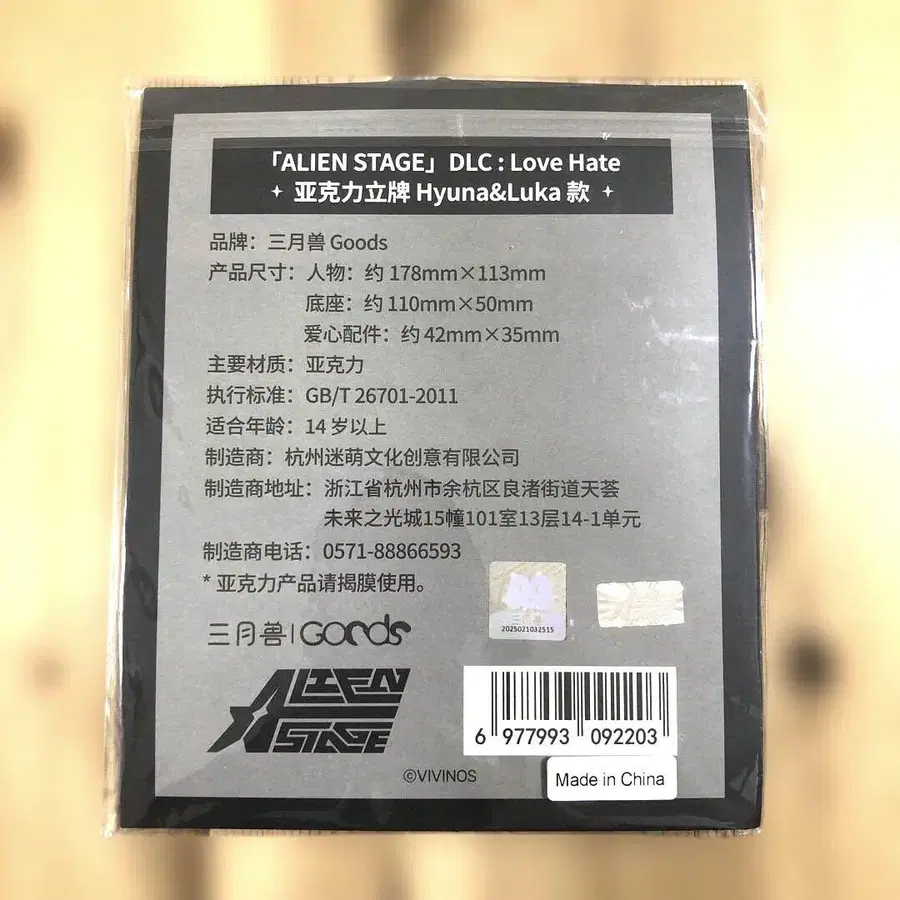 「ALIEN STAGE」DLC : Love Hate
亚克力立牌 Hyuna&Luka 款
品牌：三月兽 Goods
产品尺寸：人物：约 178mm×113mm
底座：约 110mm×50mm
爱心配件：约 42mm×35mm
主要材质：亚克力
执行标准：GB/T 26701-2011
适合年龄：14 岁以上
制造商：杭州迷萌文化创意有限公司
制造商地址：浙江省杭州市余杭区良渚街道天荟
未来之光城15幢101室13层14-1单元
制造商电话：0571-88866593
* 亚克力产品请揭膜使用。
三月兽
2025021032515
三月兽|Goods
ALIEN STAGE
6 977993 092203
Made in China
©VIVINOS